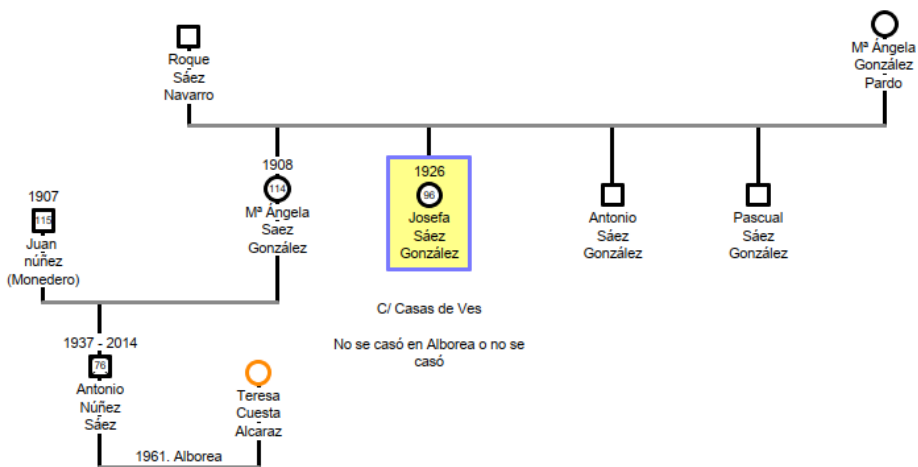 Roque
Sáez
Navarro
Mª Ángela
González
Pardo
1907
115
Juan
núñez
(Monedero)
1908
114
Mª Ángela
Saez
González
1926
96
Josefa
Sáez
González
Antonio
Sáez
González
Pascual
Sáez
González
C/ Casas de Ves
No se casó en Alborea o no se
casó
1937 - 2014
76
Antonio
Núñez
Sáez
Teresa
Cuesta
Alcaraz
1961. Alborea